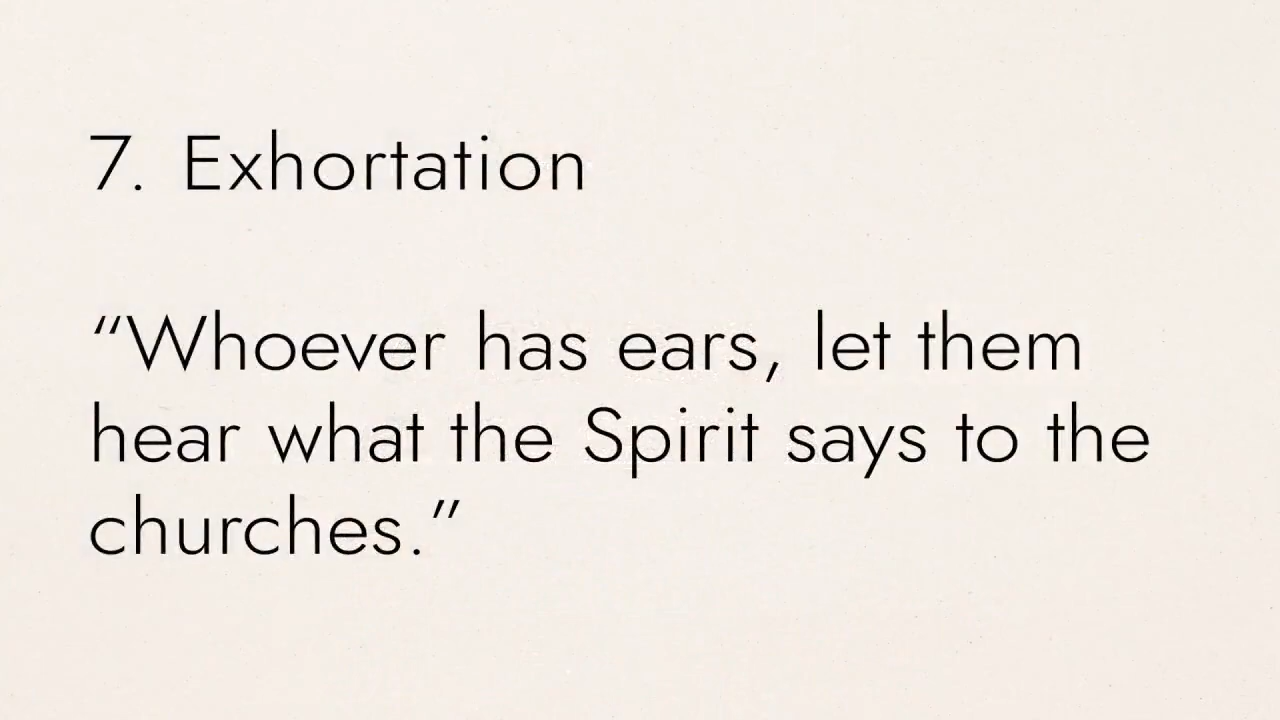 7. Exhortation
“Whoever has ears, let them
hear what the Spirit says to the
churches.”